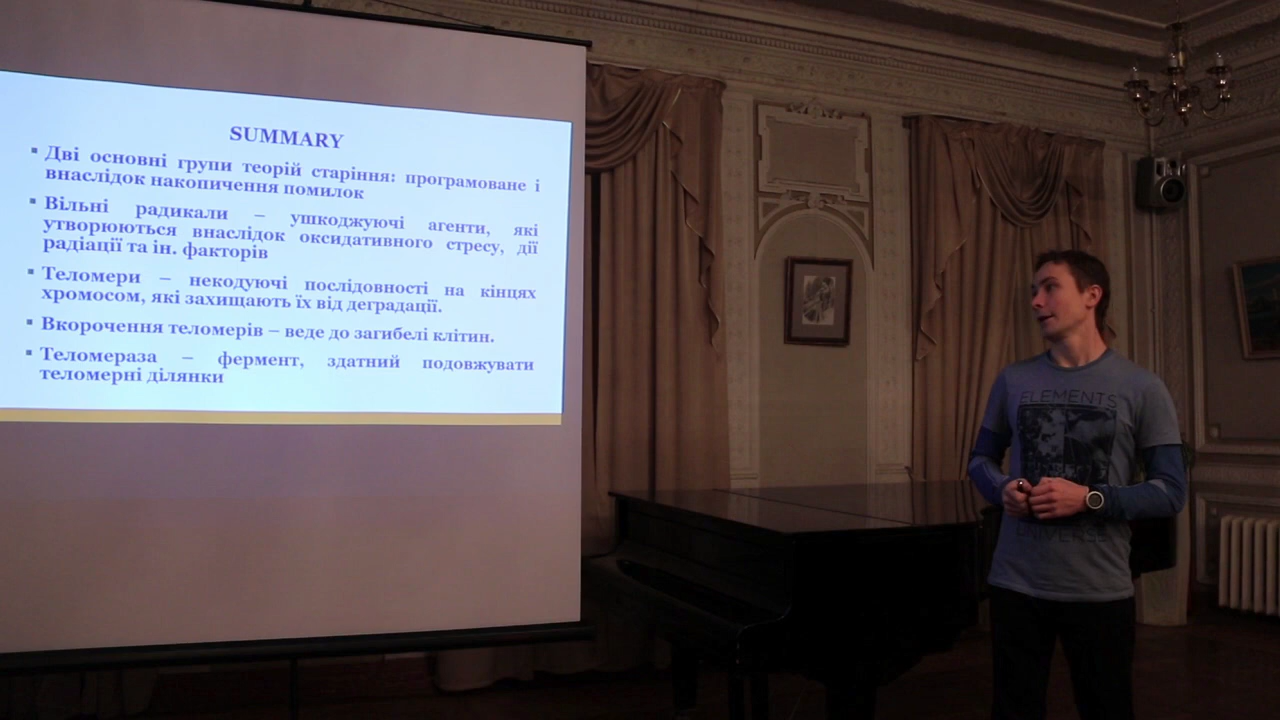 SUMMARY
▪ Дві основні групи теорій старіння: програмоване і
внаслідок накопичення помилок
▪ Вільні радикали – ушкоджуючі агенти, які
утворюються внаслідок оксидативного стресу, дії
радіації та ін. факторів
▪ Теломери – некодуючі послідовності на кінцях
хромосом, які захищають їх від деградації.
▪ Вкорочення теломерів – веде до загибелі клітин.
▪ Теломераза – фермент, здатний подовжувати
теломерні ділянки
ELEMENTS
UNIVERSE